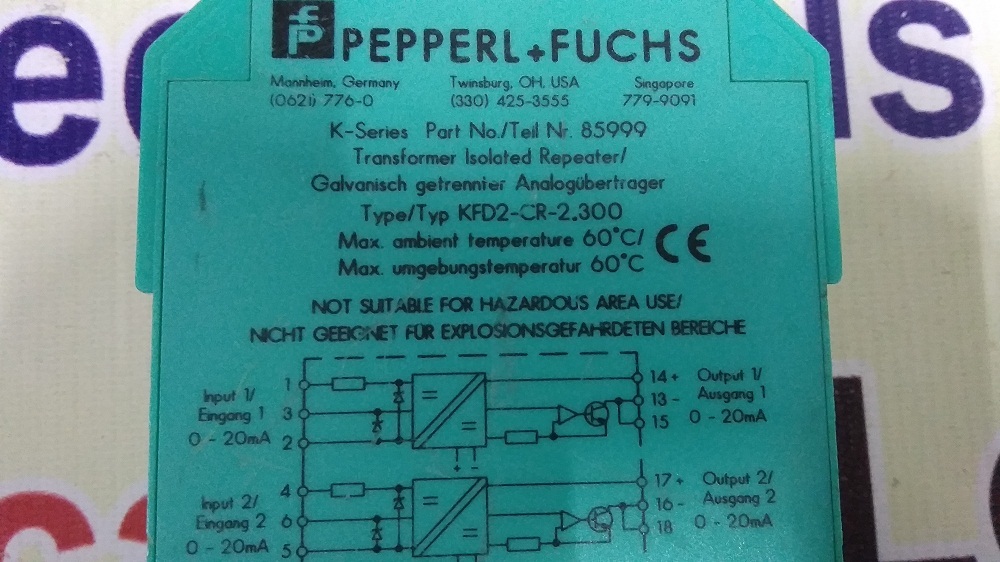 PEPPERL+FUCHS
Mannheim, Germany Twinsburg, OH, USA Singapore
(0621) 776-0 (330) 425-3555 779-9091
K-Series Part No./Teil Nr. 85999
Transformer Isolated Repeater/
Galvanisch getrennter Analogübertrager
Type/Typ KFD2-CR-2.300
Max. ambient temperature 60°C/ CE
Max. umgebungstemperatur 60°C
NOT SUITABLE FOR HAZARDOUS AREA USE/
NICHT GEEIGNET FÜR EXPLOSIONSGEFAHRDETEN BEREICHE
Input 1/ 1 14+ Output 1/
Eingang 1 3 13- Ausgang 1
0 - 20mA 2 15 0 - 20mA
+ -
Input 2/ 4 17+ Output 2/
Eingang 2 6 16- Ausgang 2
0 - 20mA 5 18 0 - 20mA